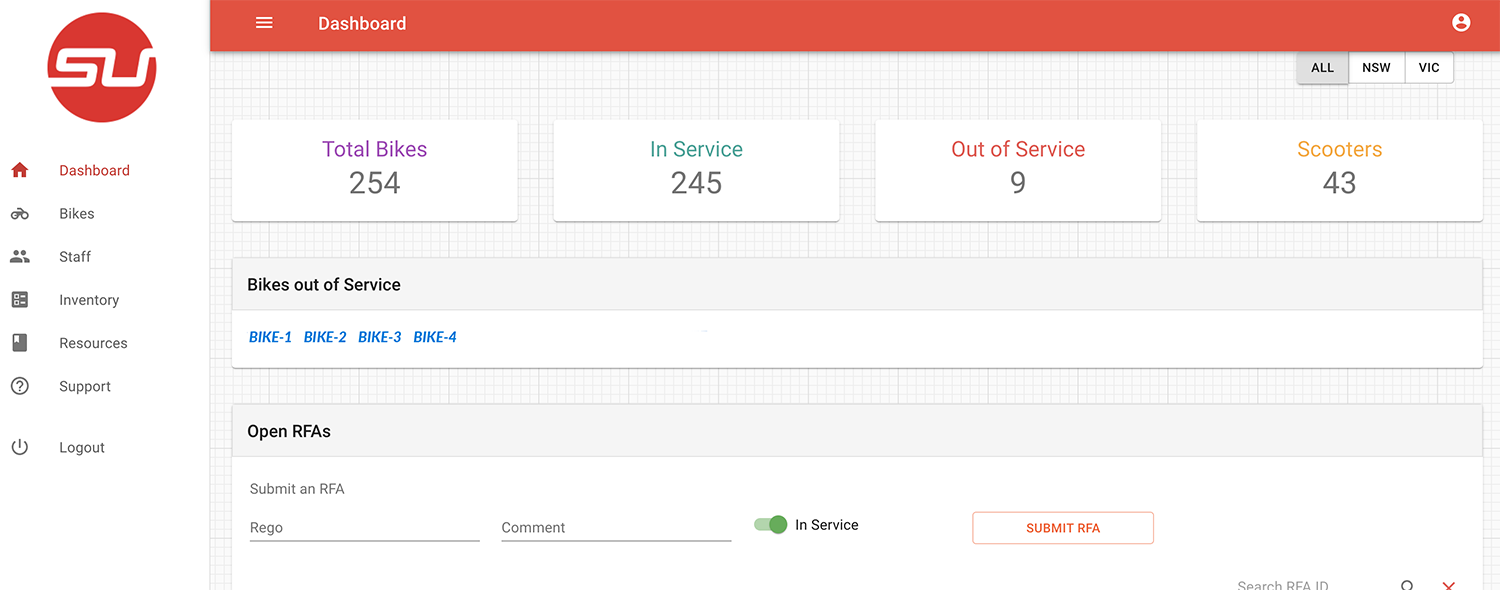 SU
Dashboard
ALL NSW VIC
Dashboard
Bikes
Staff
Inventory
Resources
Support
Logout
Total Bikes
254
In Service
245
Out of Service
9
Scooters
43
Bikes out of Service
BIKE-1 BIKE-2 BIKE-3 BIKE-4
Open RFAs
Submit an RFA
Rego Comment In Service SUBMIT RFA
Search RFA ID